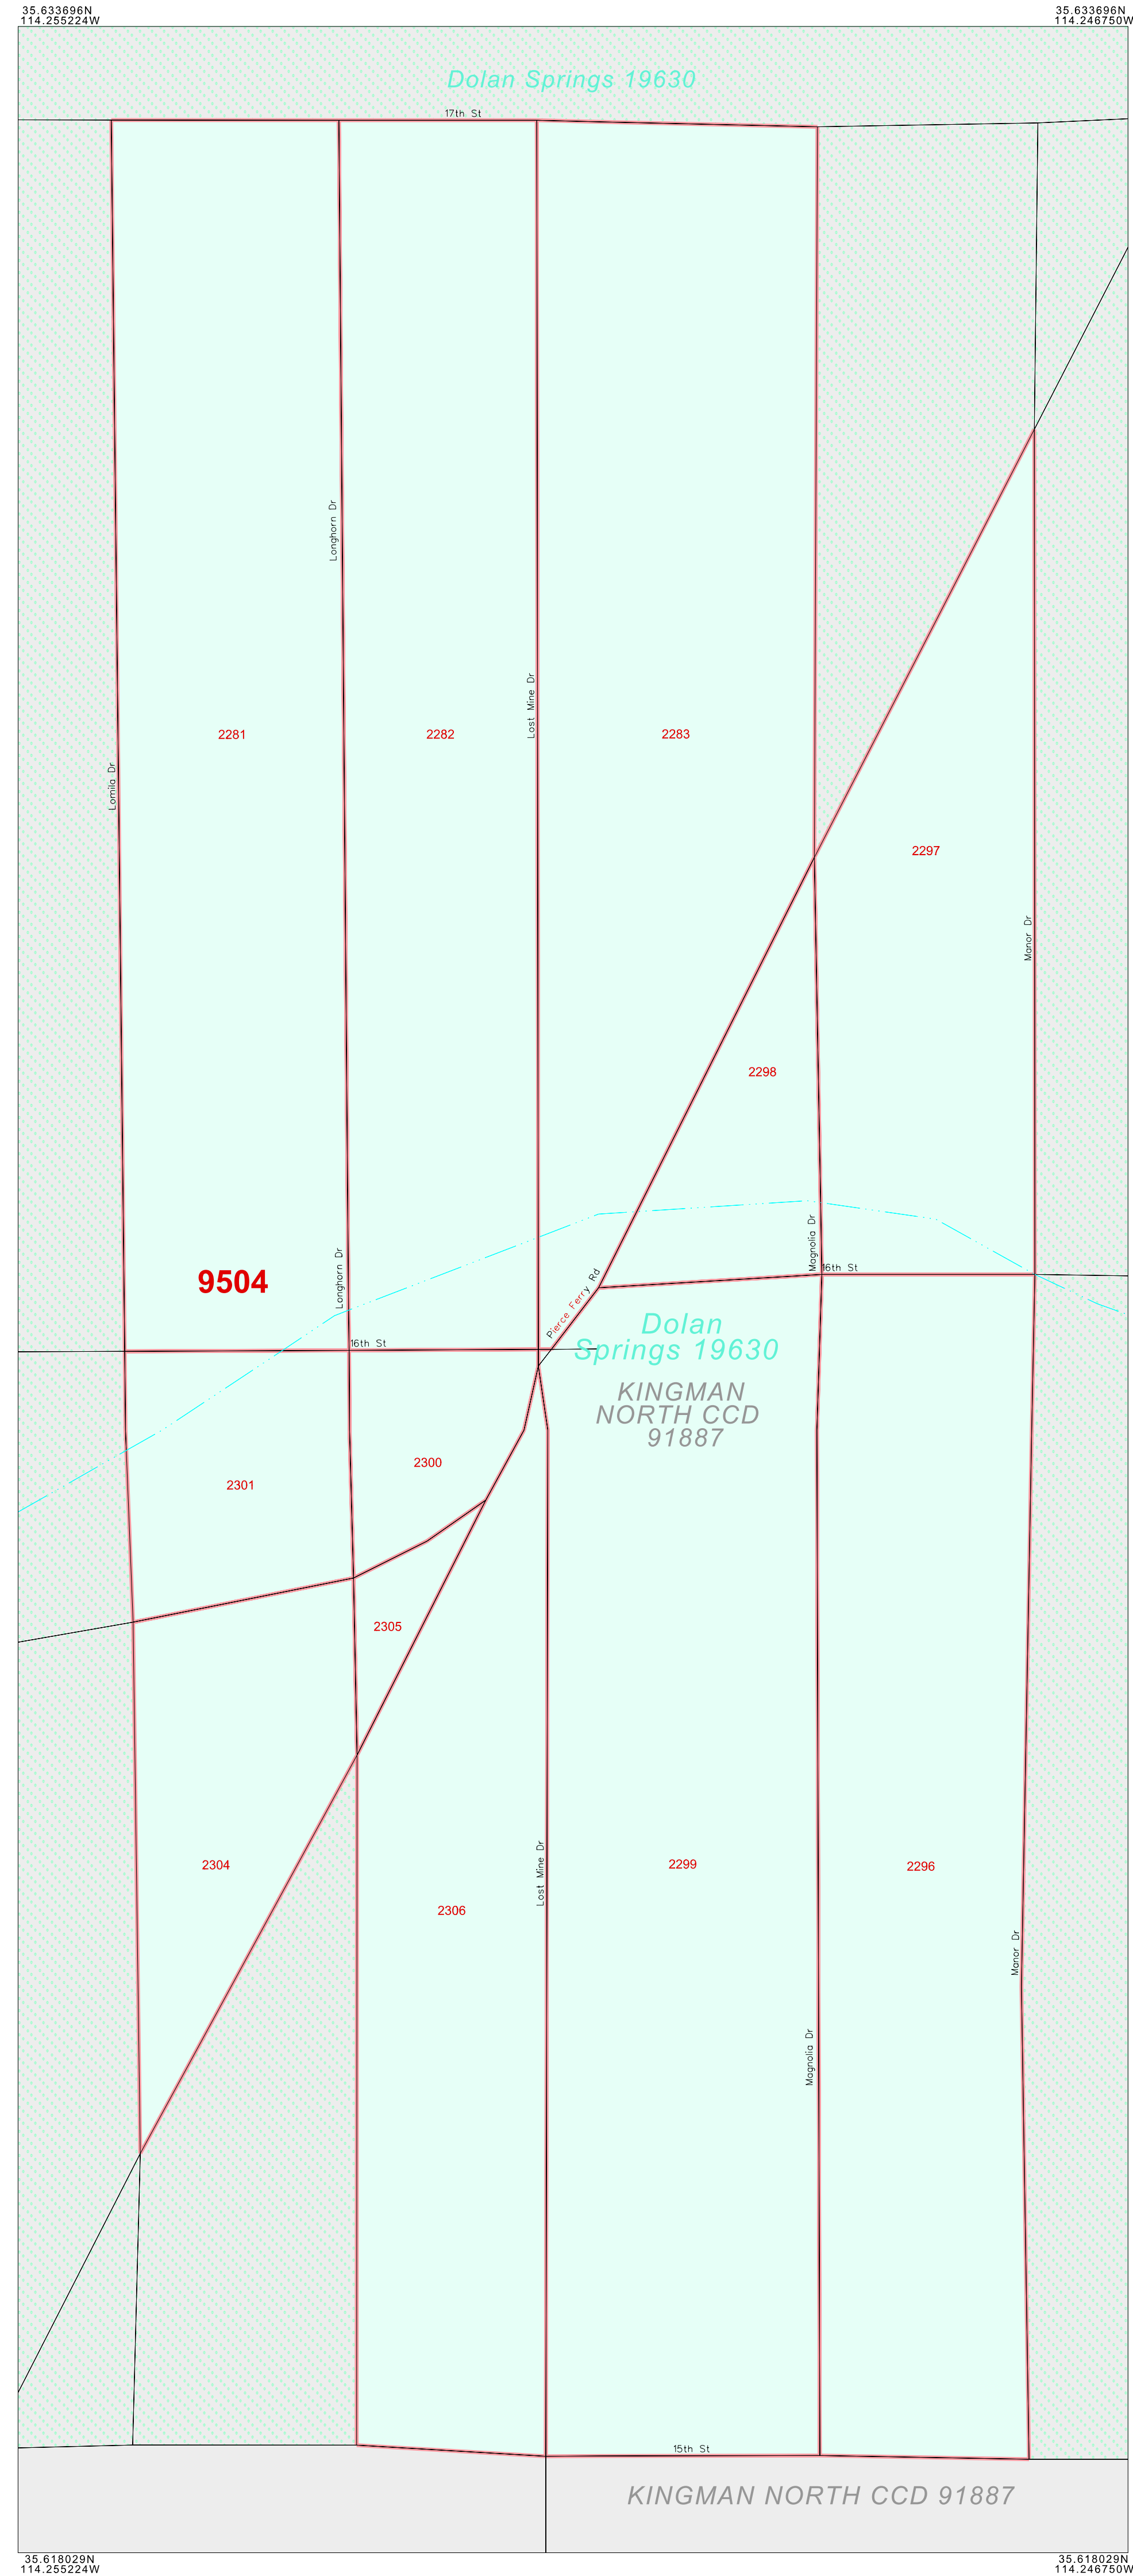 35.633696N
114.255224W
35.633696N
114.246750W
Dolan Springs 19630
17th St
Longhorn Dr
Lost Mine Dr
2281
2282
2283
Lomila Dr
2297
Manor Dr
2298
Magnolia Dr
16th St
9504
Longhorn Dr
Pierce Ferry Rd
16th St
Dolan
Springs 19630
KINGMAN
NORTH CCD
91887
2300
2301
2305
2304
2306
Lost Mine Dr
2299
2296
Manor Dr
Magnolia Dr
15th St
KINGMAN NORTH CCD 91887
35.618029N
114.255224W
35.618029N
114.246750W